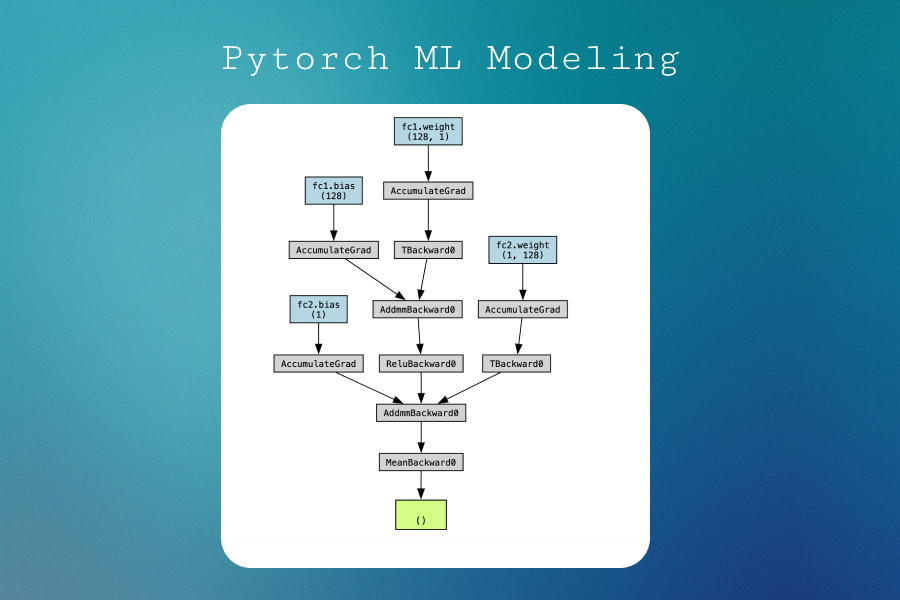 Pytorch ML Modeling
fc1.weight
(128, 1)
fc1.bias
(128)
AccumulateGrad
AccumulateGrad
TBackward0
fc2.weight
(1, 128)
fc2.bias
(1)
AddmmBackward0
AccumulateGrad
AccumulateGrad
ReluBackward0
TBackward0
AddmmBackward0
MeanBackward0
()